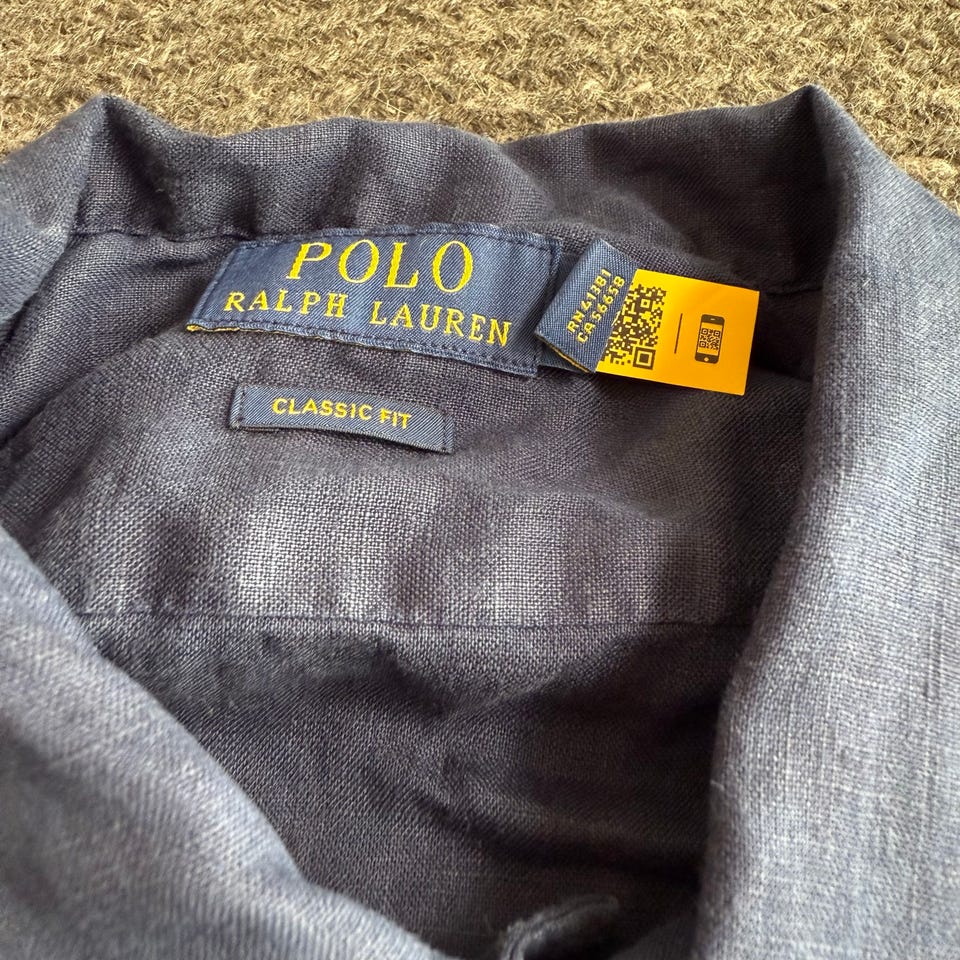 POLO
RALPH LAUREN
RN 41381
CA 56658
CLASSIC FIT